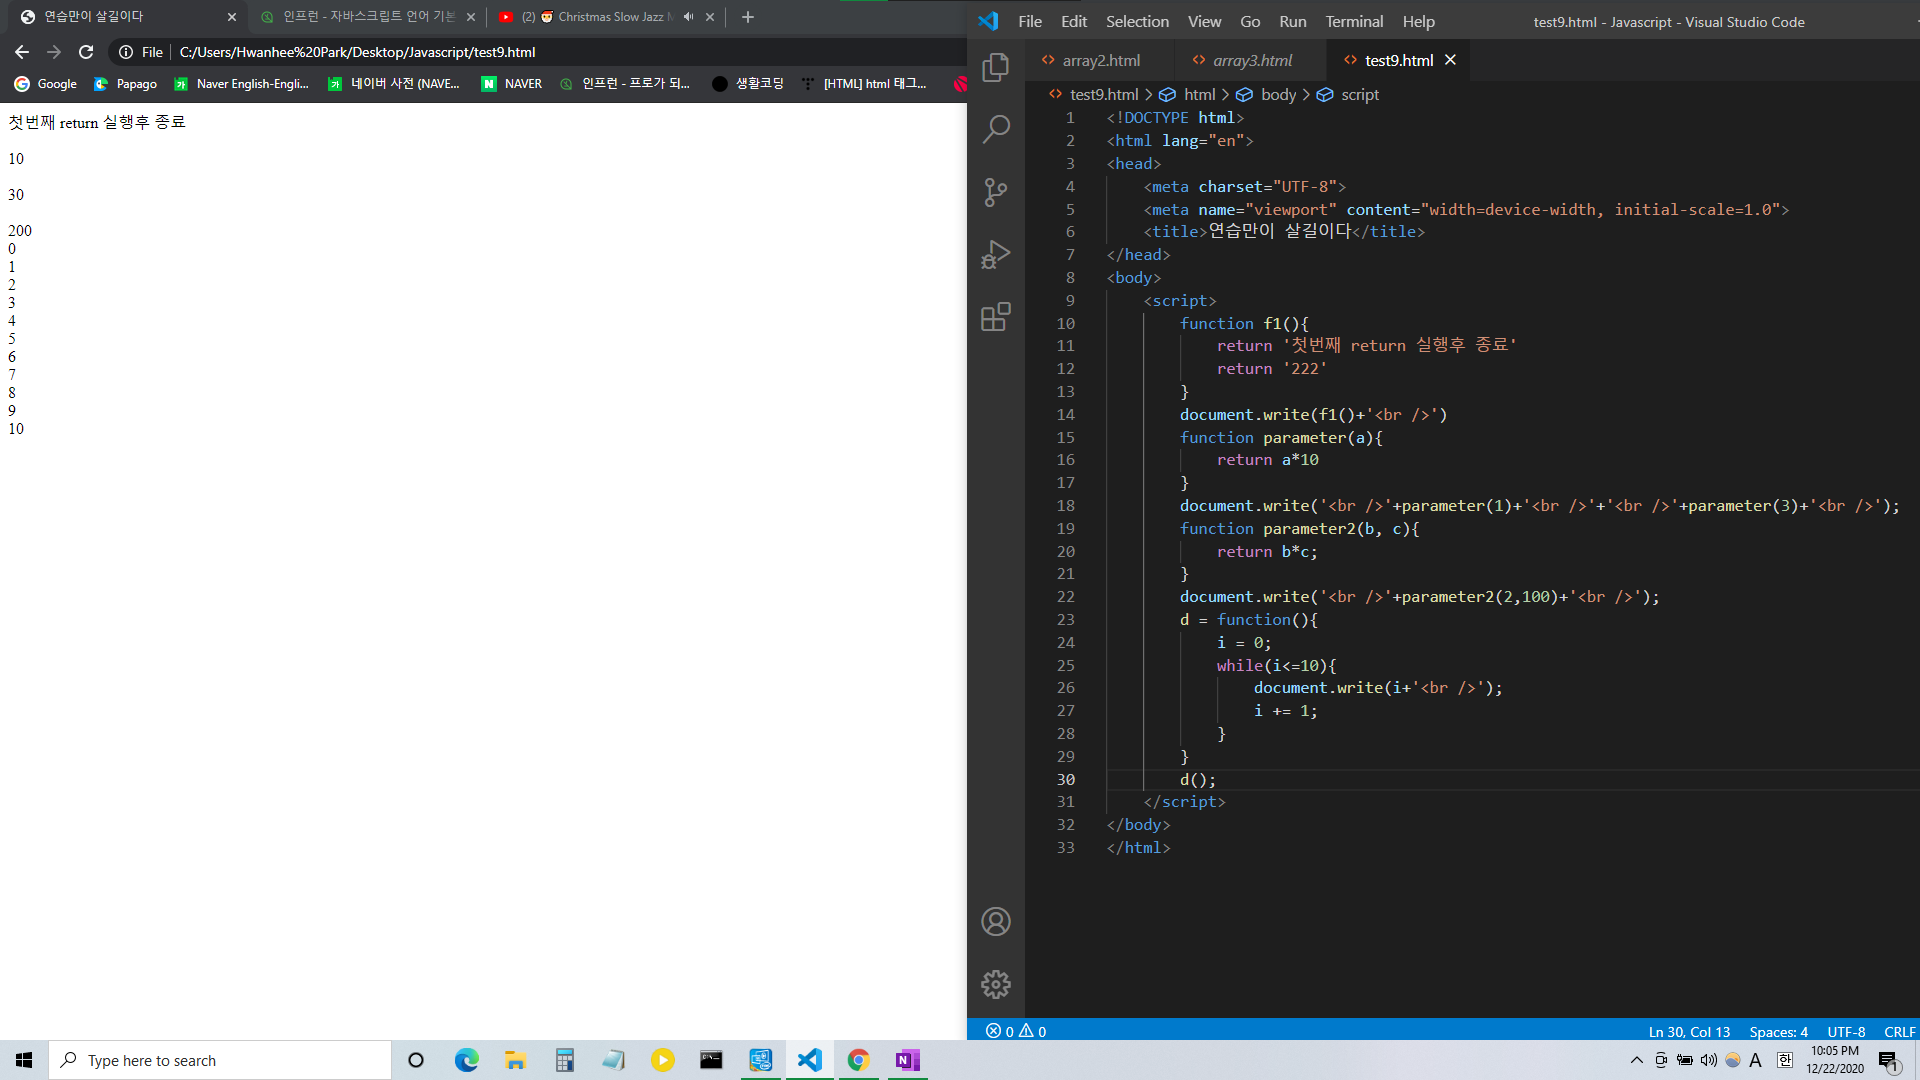 연습만이 살길이다
인프런 - 자바스크립트 언어 기본
(2) Christmas Slow Jazz M
File C:/Users/Hwanhee%20Park/Desktop/Javascript/test9.html
Google Papago Naver English-Engli... 네이버 사전 (NAVE... NAVER 인프런 - 프로가 되... 생활코딩 [HTML] html 태그...
첫번째 return 실행후 종료
10
30
200
0
1
2
3
4
5
6
7
8
9
10
File Edit Selection View Go Run Terminal Help test9.html - Javascript - Visual Studio Code
array2.html array3.html test9.html
test9.html > html > body > script
1 <!DOCTYPE html>
2 <html lang="en">
3 <head>
4 <meta charset="UTF-8">
5 <meta name="viewport" content="width=device-width, initial-scale=1.0">
6 <title>연습만이 살길이다</title>
7 </head>
8 <body>
9 <script>
10 function f1(){
11 return '첫번째 return 실행후 종료'
12 return '222'
13 }
14 document.write(f1()+'<br />')
15 function parameter(a){
16 return a*10
17 }
18 document.write('<br />'+parameter(1)+'<br />'+'<br />'+parameter(3)+'<br />');
19 function parameter2(b, c){
20 return b*c;
21 }
22 document.write('<br />'+parameter2(2,100)+'<br />');
23 d = function(){
24 i = 0;
25 while(i<=10){
26 document.write(i+'<br />');
27 i += 1;
28 }
29 }
30 d();
31 </script>
32 </body>
33 </html>
0 0 Ln 30, Col 13 Spaces: 4 UTF-8 CRLF
Type here to search
A 한 10:05 PM
12/22/2020
1